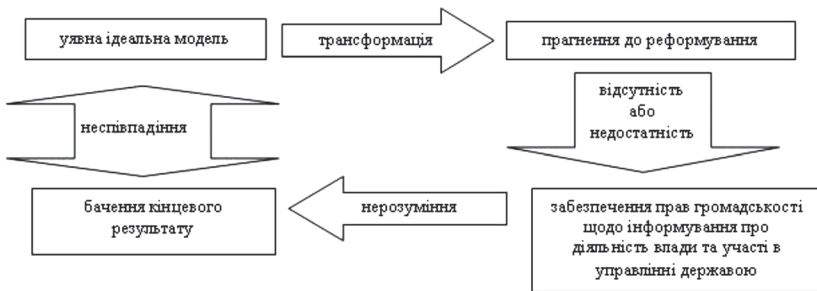 уявна ідеальна модель
трансформація
прагнення до реформування
відсутність
або
недостатність
неспівпадіння
бачення кінцевого
результату
нерозуміння
забезпечення прав громадськості
щодо інформування про
діяльність влади та участі в
управлінні державою